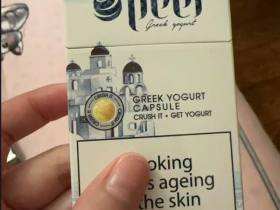 Greek yogurt
GREEK YOGURT
CAPSULE
CRUSH IT • GET YOGURT
oking
s ageing
the skin